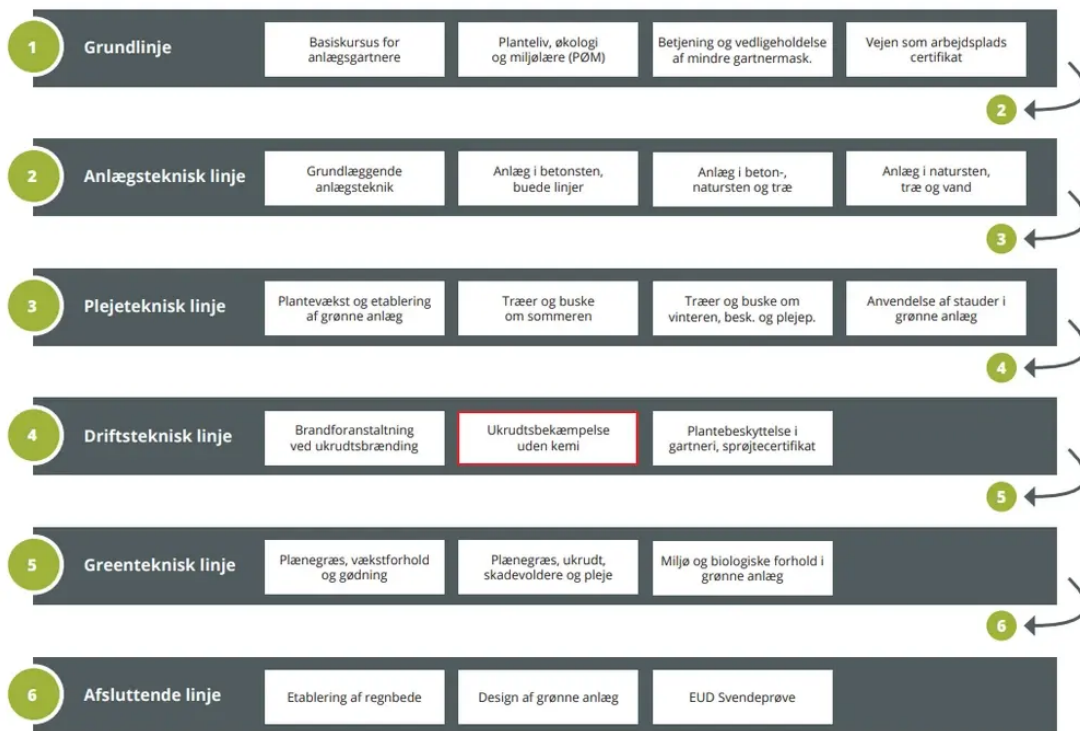 1
Grundlinje
Basiskursus for
anlægsgartnere
Planteliv, økologi
og miljølære (PØM)
Betjening og vedligeholdelse
af mindre gartnermask.
Vejen som arbejdsplads
certifikat
2
2
Anlægsteknisk linje
Grundlæggende
anlægsteknik
Anlæg i betonsten,
buede linjer
Anlæg i beton-,
natursten og træ
Anlæg i natursten,
træ og vand
3
3
Plejeteknisk linje
Plantevækst og etablering
af grønne anlæg
Træer og buske
om sommeren
Træer og buske om
vinteren, besk. og plejep.
Anvendelse af stauder i
grønne anlæg
4
4
Driftsteknisk linje
Brandforanstaltning
ved ukrudtsbrænding
Ukrudtsbekæmpelse
uden kemi
Plantebeskyttelse i
gartneri, sprøjtecertifikat
5
5
Greenteknisk linje
Plænegræs, vækstforhold
og gødning
Plænegræs, ukrudt,
skadevoldere og pleje
Miljø og biologiske forhold i
grønne anlæg
6
6
Afsluttende linje
Etablering af regnbede
Design af grønne anlæg
EUD Svendeprøve